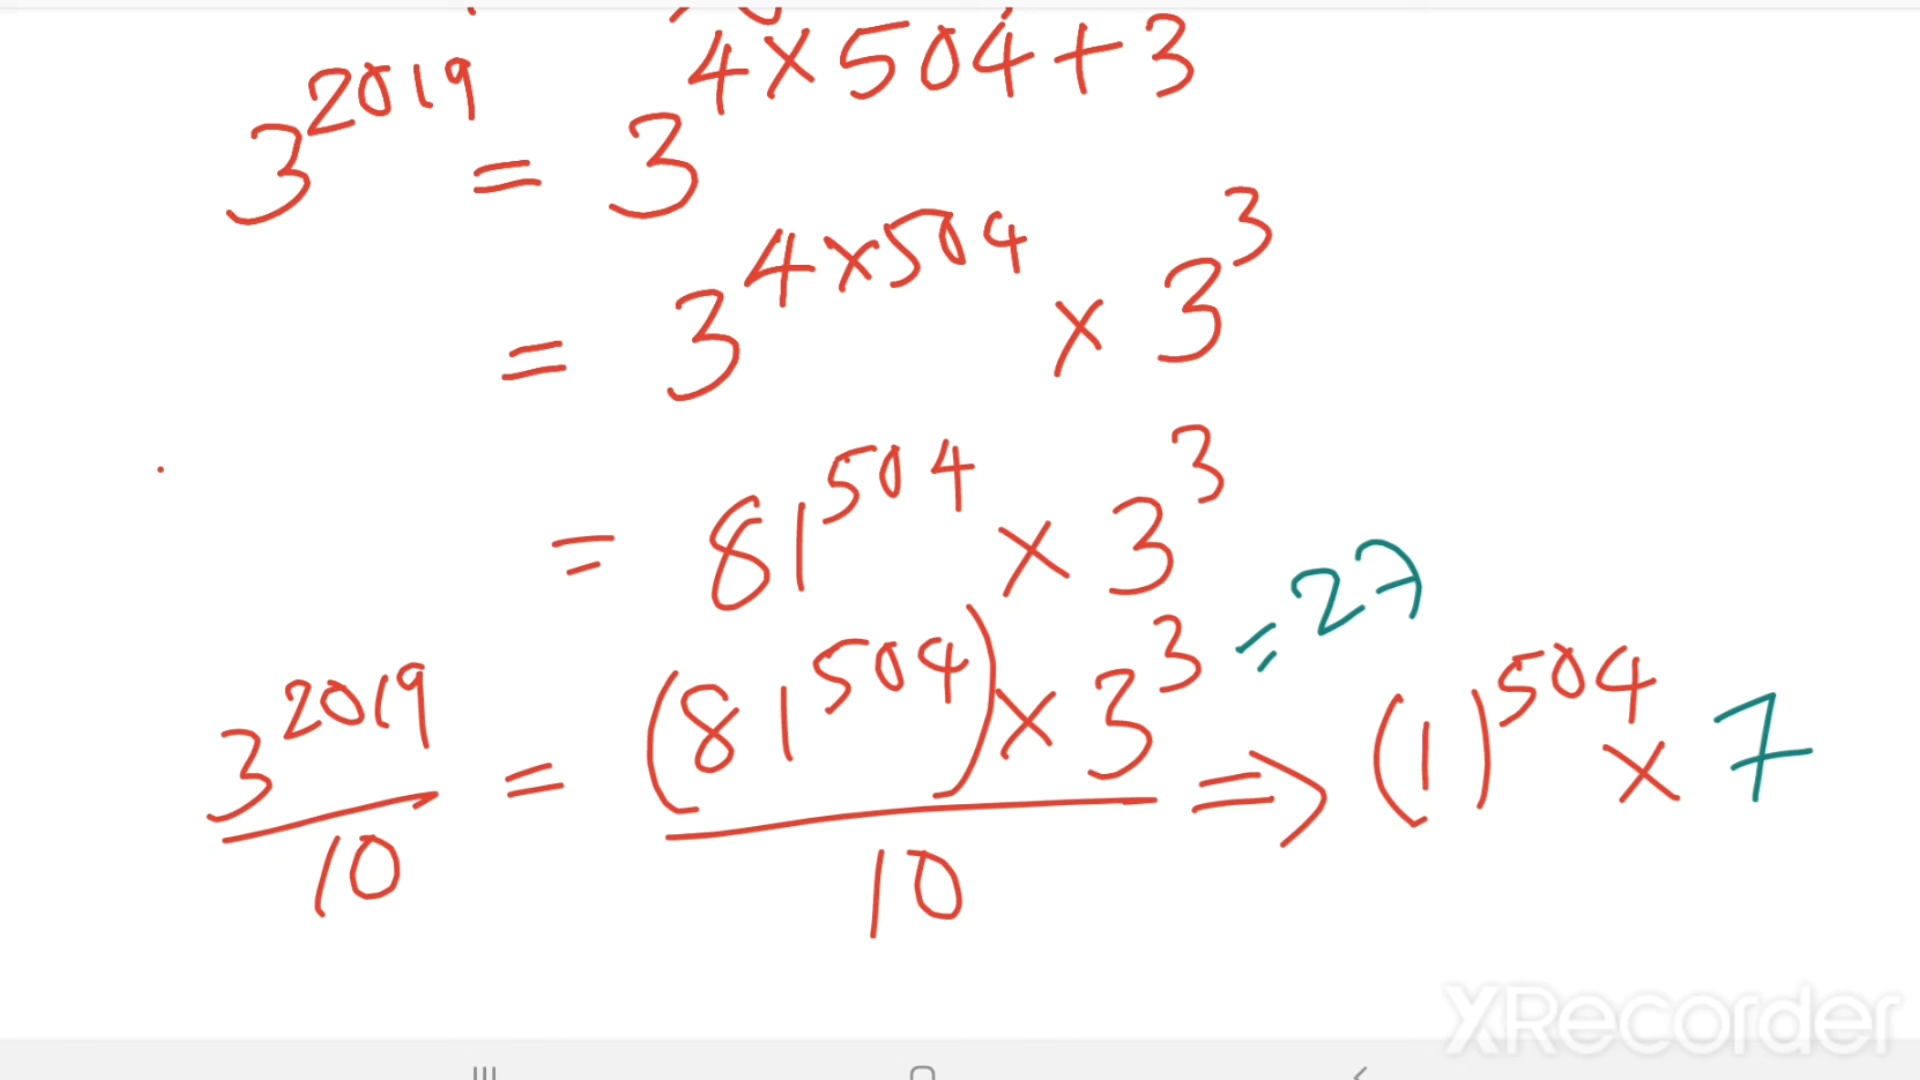 3^2019 = 3^4×504+3
= 3^4×504 × 3^3
= 81^504 × 3^3
3^2019/10 = (81^504)×3^3/10 = 27 ⇒ (1)^504 × 7
XRecorder